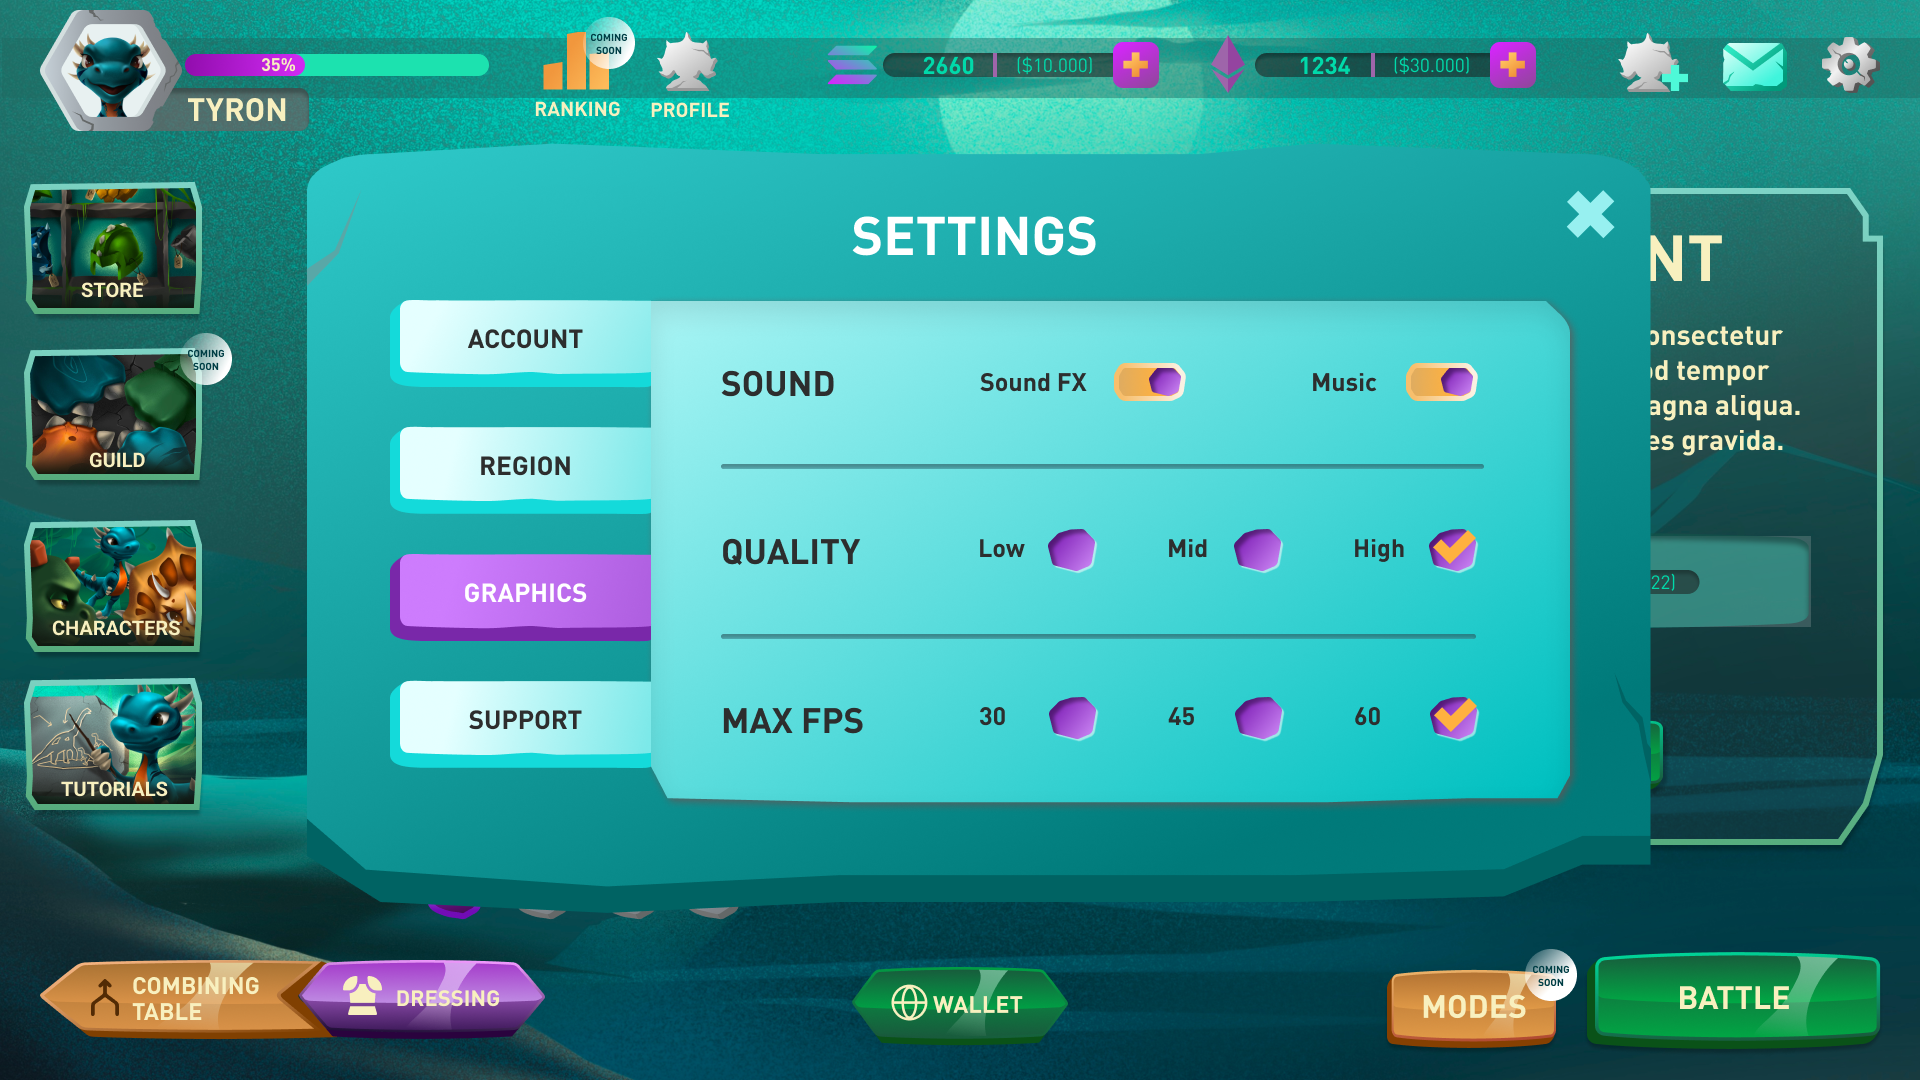 35%
TYRON
COMING
SOON
RANKING
PROFILE
2660
($10.000)
1234
($30.000)
STORE
COMING
SOON
GUILD
CHARACTERS
TUTORIALS
SETTINGS
ACCOUNT
REGION
GRAPHICS
SUPPORT
SOUND
Sound FX
Music
QUALITY
Low
Mid
High
MAX FPS
30
45
60
NT
onsectetur
od tempor
agna aliqua.
es gravida.
22)
COMBINING
TABLE
DRESSING
WALLET
COMING
SOON
MODES
BATTLE